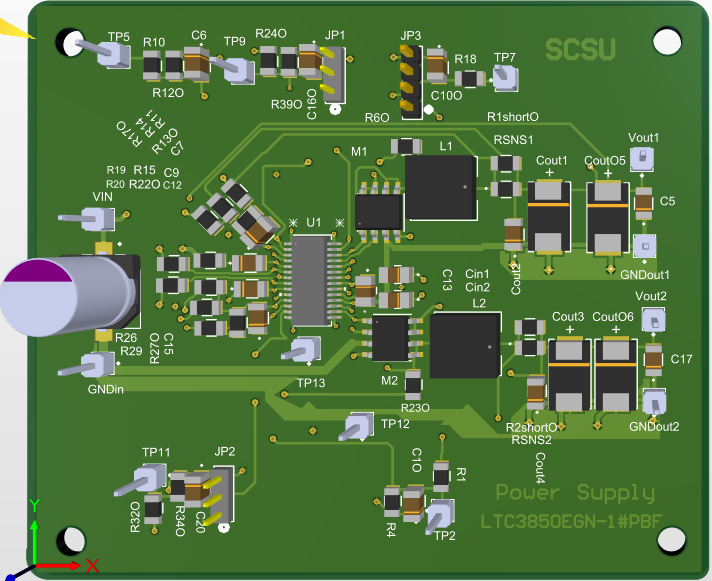 TP5
R10
C6
TP9
R24O
JP1
JP3
R18
TP7
SCSU
R12O
R39O
C16O
R6O
C10O
R1shortO
R17O
R14
R11
R13O
C7
M1
L1
RSNS1
Cout1
CoutO5
Vout1
R19
R15
C9
R20
R22O
C12
VIN
U1
C5
Cout2
GNDout1
C13
Cin1
Cin2
L2
Vout2
Cout3
CoutO6
R26
R29
R27O
C15
GNDin
TP13
M2
R23O
C17
GNDout2
TP12
R2shortO
RSNS2
Cout4
TP11
JP2
R32O
R34O
C20
C1O
R1
R4
TP2
Power Supply
LTC3850EGN-1#PBF
Y
X